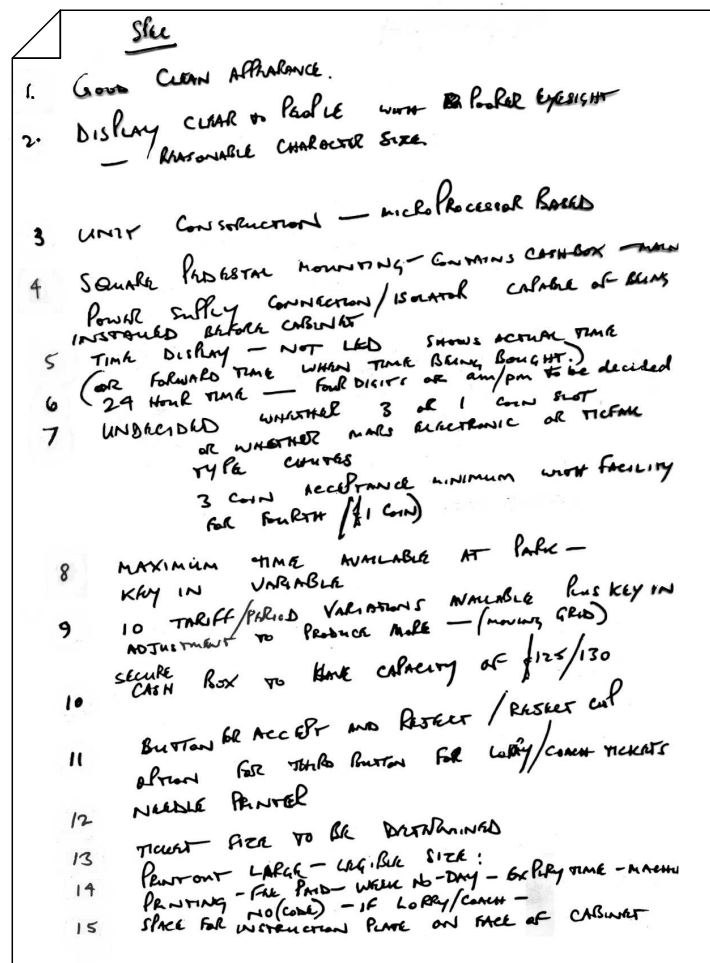 Spec
1. GOOD CLEAN APPEARANCE.
2. DISPLAY CLEAR to PEOPLE WITH POORER EYESIGHT
— REASONABLE CHARACTER SIZE.
3 UNIT CONSTRUCTION — MICROPROCESSOR BASED
4 SQUARE PEDESTAL MOUNTING — CONTAINS CASHBOX — MAIN
POWER SUPPLY CONNECTION/ISOLATOR CAPABLE OF BEING
INSTALLED BEFORE CABINET
5 TIME DISPLAY — NOT LED SHOWS ACTUAL TIME
(OR FORWARD TIME WHEN TIME BEING BOUGHT.)
6 24 HOUR TIME — FOUR DIGITS OR am/pm to be decided
7 UNDECIDED WHETHER 3 OR 1 COIN SLOT
OR WHETHER MARS ELECTRONIC OR
TYPE CHUTES
3 COIN ACCEPTANCE MINIMUM WITH FACILITY
FOR FOURTH (£1 COIN)
8 MAXIMUM TIME AVAILABLE AT PARK —
KEY IN VARIABLE
9 10 TARIFF/PERIOD VARIATIONS AVAILABLE PLUS KEY IN
ADJUSTMENT TO PRODUCE MORE — (MOVING GRID)
10 SECURE CASH BOX TO HAVE CAPACITY OF £125/130
11 BUTTON FOR ACCEPT AND REJECT / REJECT CUP
OPTION FOR THIRD BUTTON FOR LORRY/COACH TICKETS
12 NEEDLE PRINTER
13 TICKET SIZE TO BE DETERMINED
PRINTOUT LARGE — LEGIBLE SIZE:
14 PRINTING — FEE PAID — WEEK NO — DAY — EXPIRY TIME — MACHN
NO (CODE) — IF LORRY/COACH —
15 SPACE FOR INSTRUCTION PLATE ON FACE OF CABINET